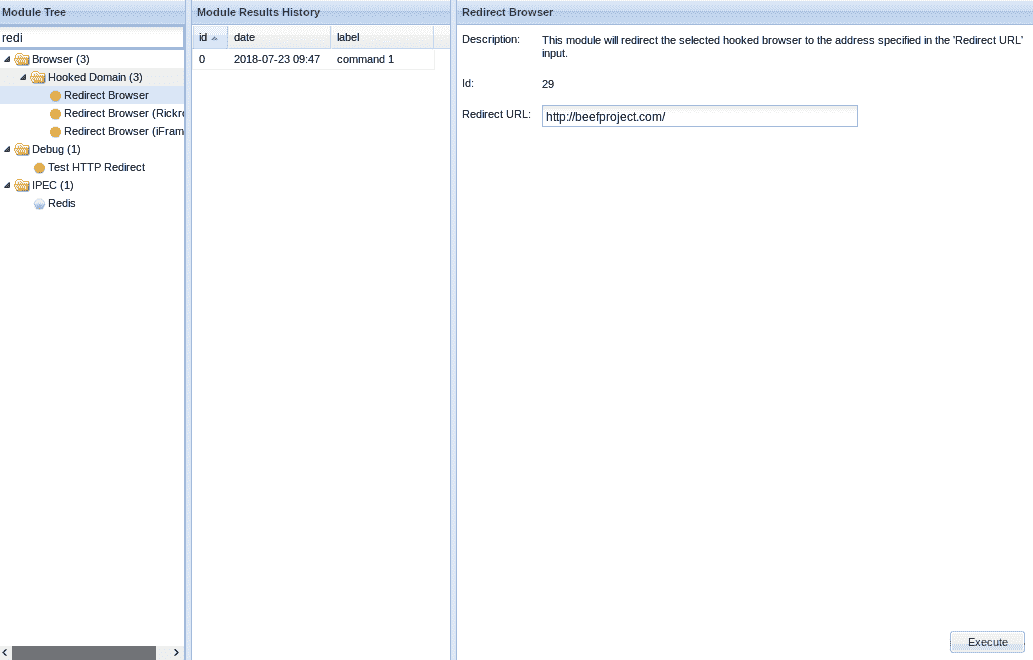 Module Tree
redi
Browser (3)
Hooked Domain (3)
Redirect Browser
Redirect Browser (Rickro
Redirect Browser (iFram
Debug (1)
Test HTTP Redirect
IPEC (1)
Redis
Module Results History
id date label
0 2018-07-23 09:47 command 1
Redirect Browser
Description: This module will redirect the selected hooked browser to the address specified in the 'Redirect URL'
input.
Id: 29
Redirect URL: http://beefproject.com/
Execute